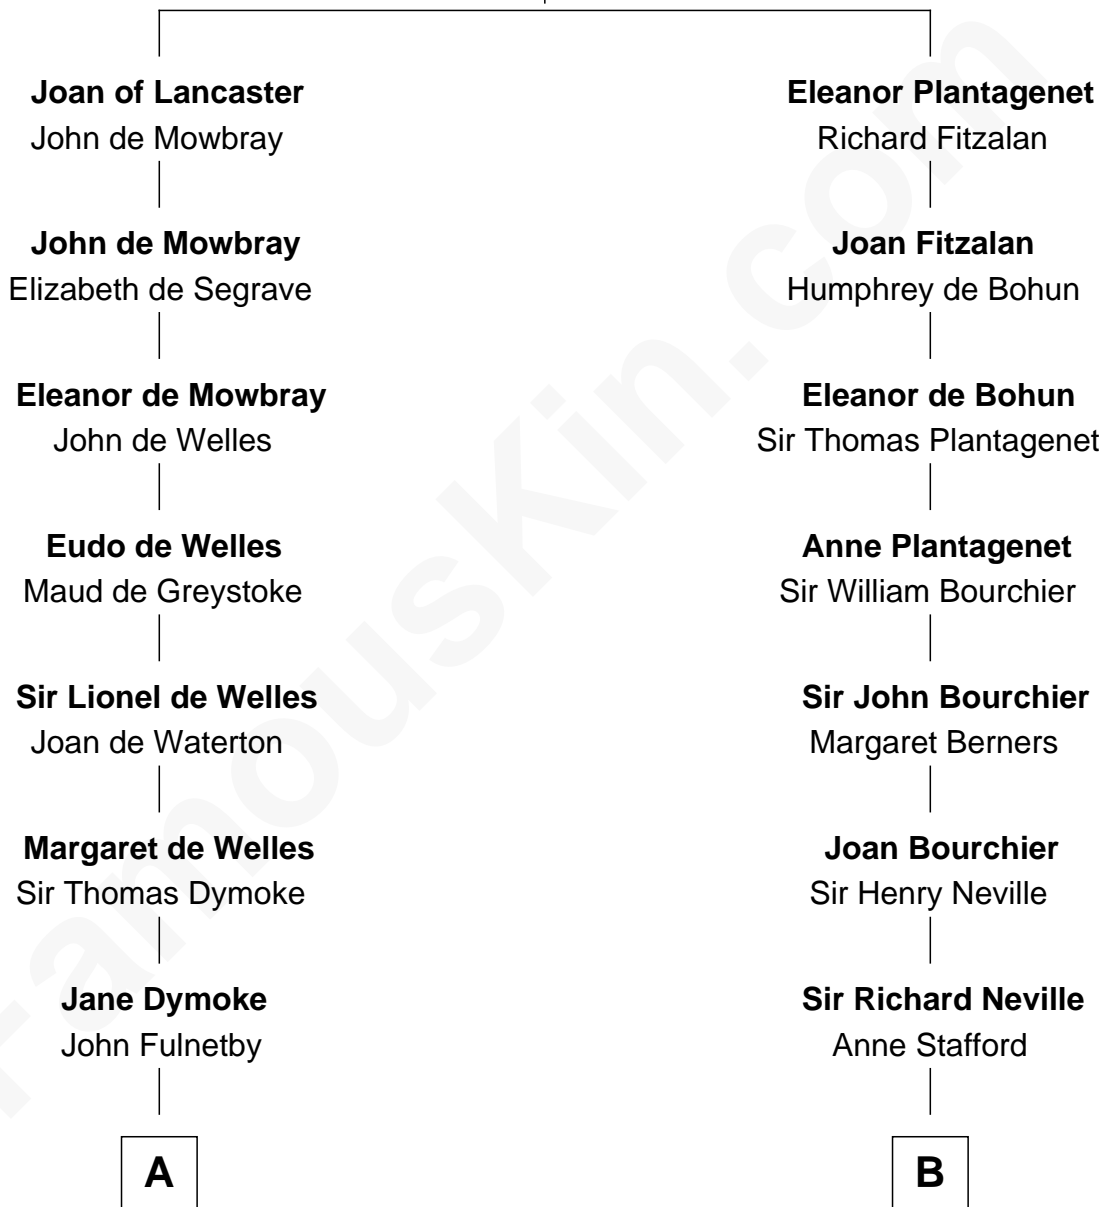 Joan of Lancaster
John de Mowbray
John de Mowbray
Elizabeth de Segrave
Eleanor de Mowbray
John de Welles
Eudo de Welles
Maud de Greystoke
Sir Lionel de Welles
Joan de Waterton
Margaret de Welles
Sir Thomas Dymoke
Jane Dymoke
John Fulnetby
A
Eleanor Plantagenet
Richard Fitzalan
Joan Fitzalan
Humphrey de Bohun
Eleanor de Bohun
Sir Thomas Plantagenet
Anne Plantagenet
Sir William Bourchier
Sir John Bourchier
Margaret Berners
Joan Bourchier
Sir Henry Neville
Sir Richard Neville
Anne Stafford
B
FamousKin.com